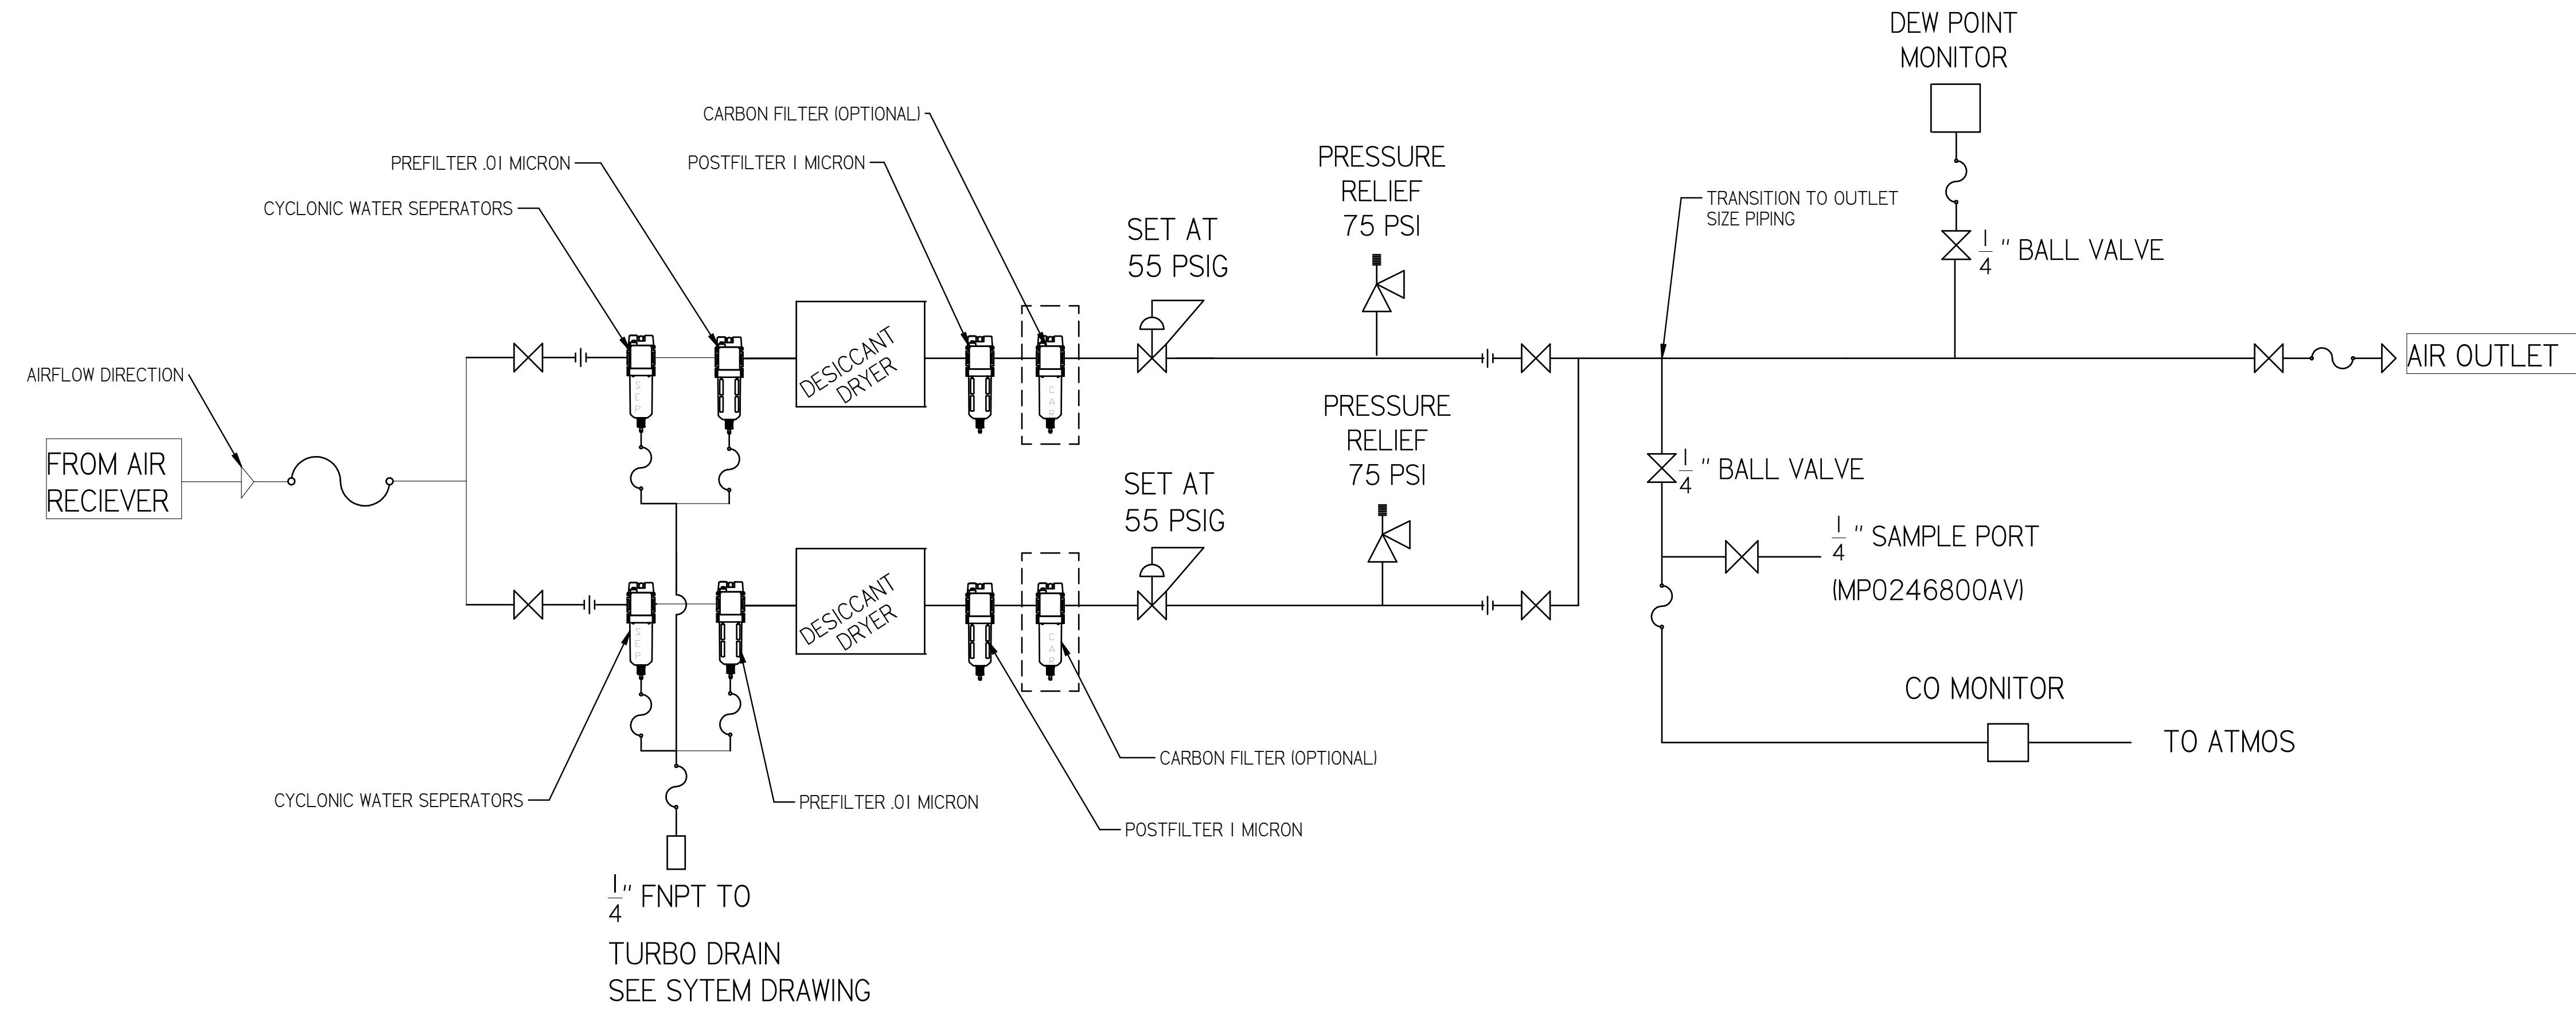 DEW POINT
MONITOR
CARBON FILTER (OPTIONAL)
PREFILTER .01 MICRON
POSTFILTER 1 MICRON
CYCLONIC WATER SEPERATORS
PRESSURE
RELIEF
75 PSI
SET AT
55 PSIG
TRANSITION TO OUTLET
SIZE PIPING
1/4 " BALL VALVE
AIRFLOW DIRECTION
FROM AIR
RECIEVER
SEP
DESICCANT
DRYER
CAR
AIR OUTLET
PRESSURE
RELIEF
75 PSI
SET AT
55 PSIG
1/4 " BALL VALVE
1/4 " SAMPLE PORT
(MP0246800AV)
SEP
DESICCANT
DRYER
CAR
CO MONITOR
TO ATMOS
CARBON FILTER (OPTIONAL)
CYCLONIC WATER SEPERATORS
PREFILTER .01 MICRON
POSTFILTER 1 MICRON
1/4 " FNPT TO
TURBO DRAIN
SEE SYTEM DRAWING